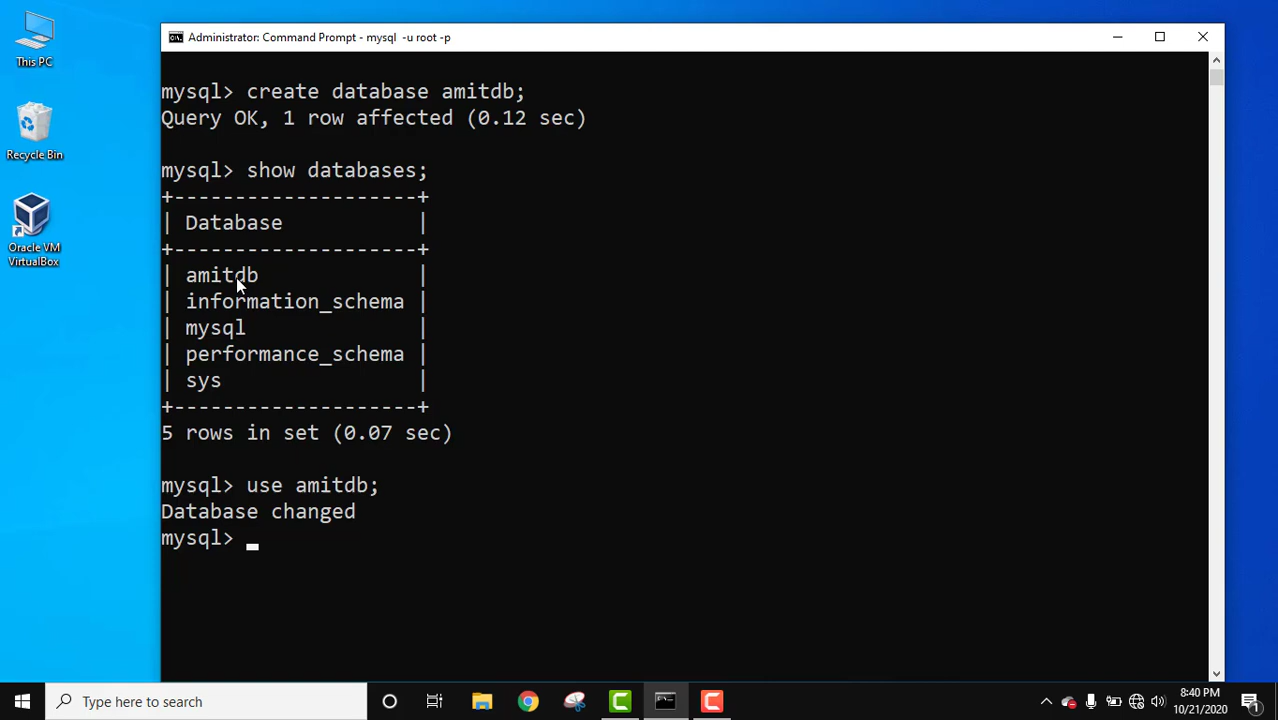 This PC
Recycle Bin
Oracle VM
VirtualBox
Administrator: Command Prompt - mysql  -u root -p
mysql> create database amitdb;
Query OK, 1 row affected (0.12 sec)
mysql> show databases;
+--------------------+
| Database           |
+--------------------+
| amitdb             |
| information_schema |
| mysql              |
| performance_schema |
| sys                |
+--------------------+
5 rows in set (0.07 sec)
mysql> use amitdb;
Database changed
mysql>
Type here to search
8:40 PM
10/21/2020
1